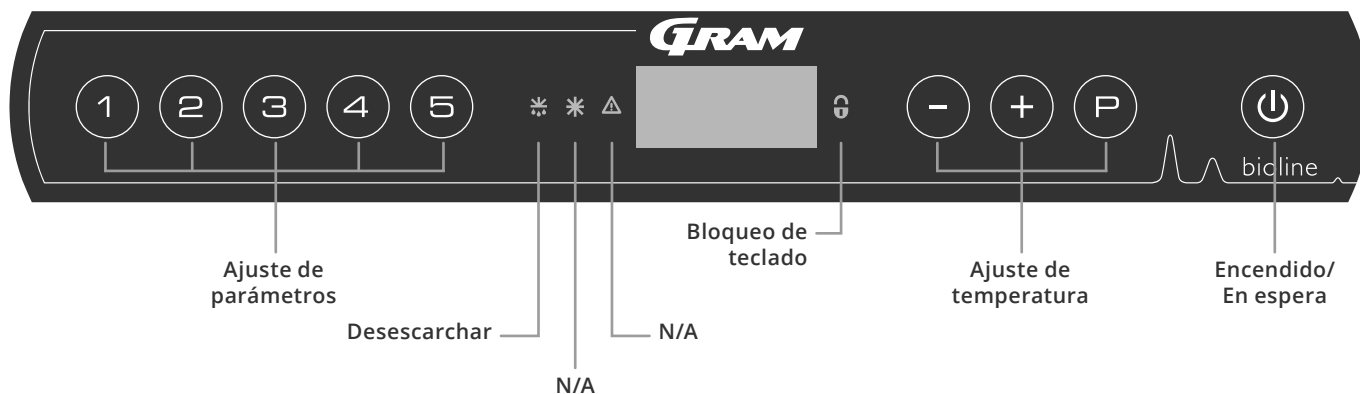 GRAM
1 2 3 4 5
- + P
bioline
Bloqueo de
teclado
Ajuste de
parámetros
Ajuste de
temperatura
Encendido/
En espera
Desescarchar
N/A
N/A